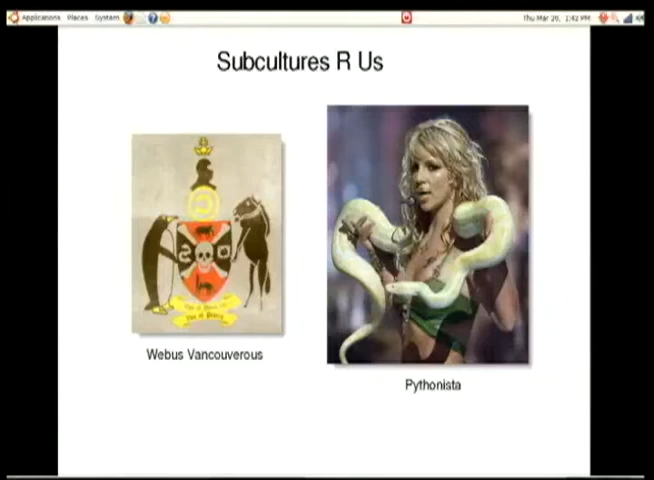 Applications Places System
Thu Mar 26, 1:42 PM
Subcultures R Us
Webus Vancouverous
Pythonista